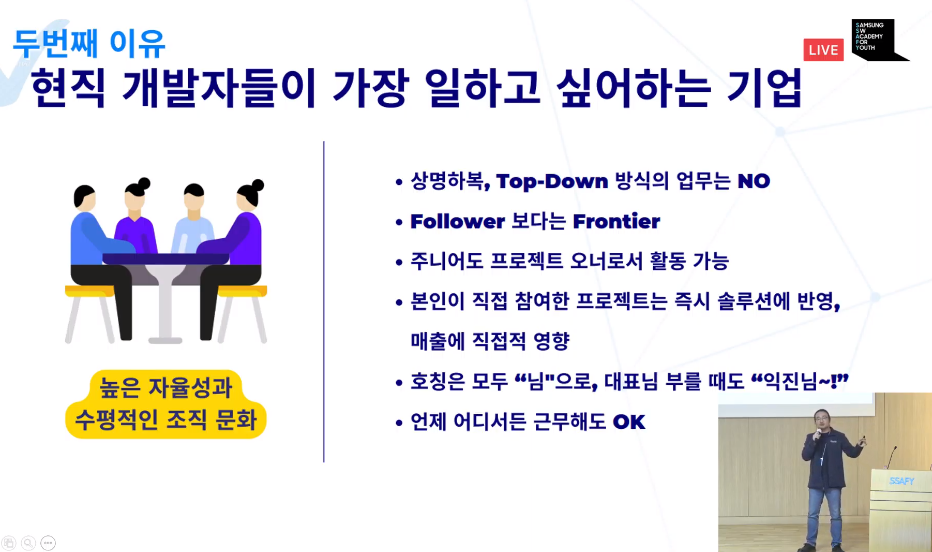 두번째 이유
현직 개발자들이 가장 일하고 싶어하는 기업
LIVE
SAMSUNG
SW
ACADEMY
FOR
YOUTH
높은 자율성과
수평적인 조직 문화
• 상명하복, Top-Down 방식의 업무는 NO
• Follower 보다는 Frontier
• 주니어도 프로젝트 오너로서 활동 가능
• 본인이 직접 참여한 프로젝트는 즉시 솔루션에 반영,
매출에 직접적 영향
• 호칭은 모두 “님"으로, 대표님 부를 때도 “익진님~!”
• 언제 어디서든 근무해도 OK
SSAFY